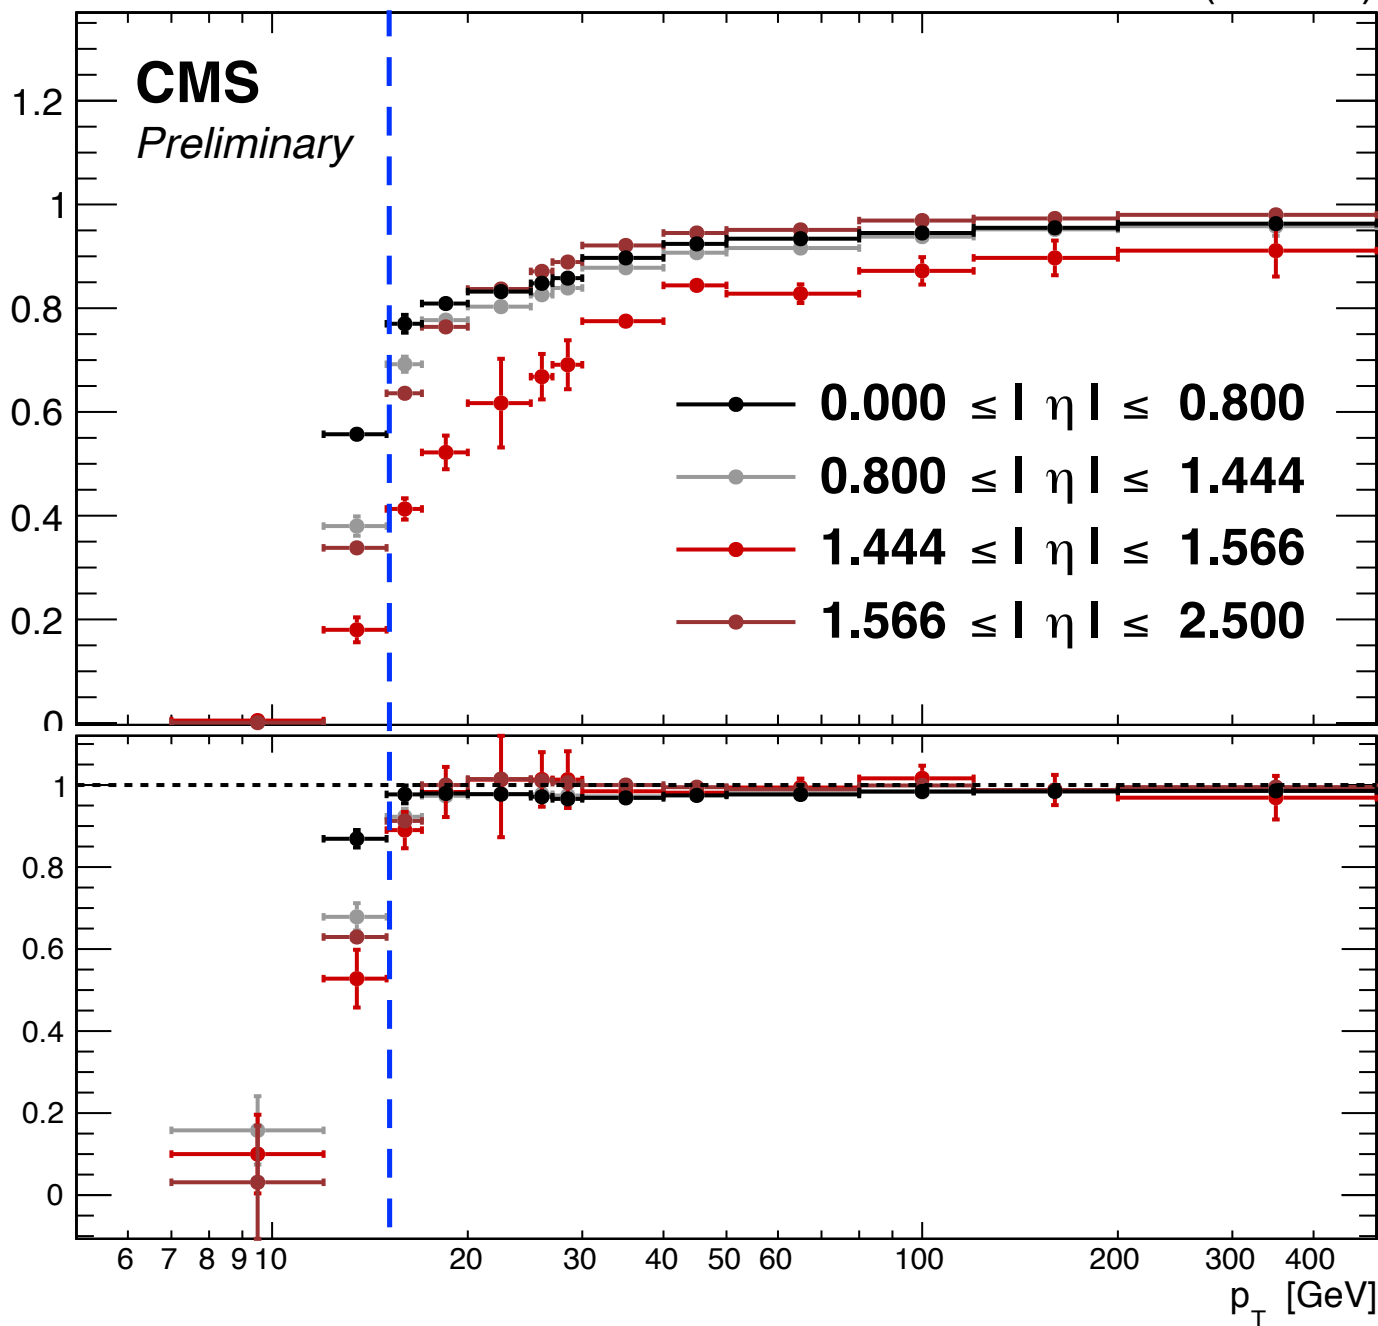 CMS
Preliminary
1.2
1
0.8
0.6
0.4
0.2
0
0.000 ≤ | η | ≤ 0.800
0.800 ≤ | η | ≤ 1.444
1.444 ≤ | η | ≤ 1.566
1.566 ≤ | η | ≤ 2.500
1
0.8
0.6
0.4
0.2
0
6 7 8 9 10 20 30 40 50 60 100 200 300 400
p_T [GeV]